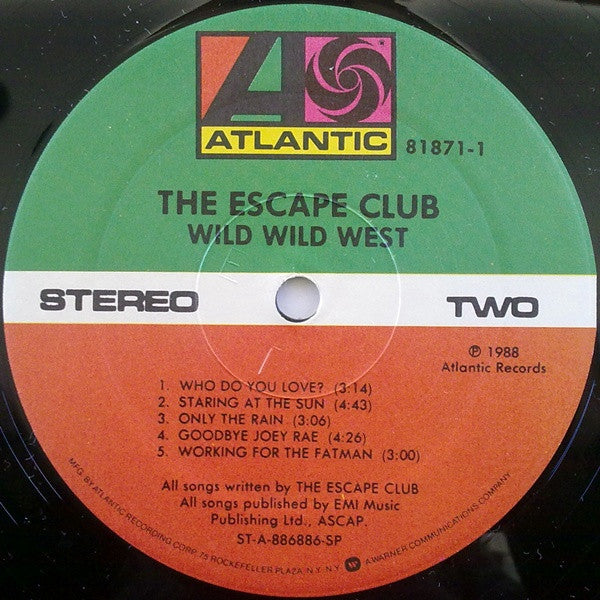 ATLANTIC
81871-1
THE ESCAPE CLUB
WILD WILD WEST
STEREO
TWO
℗ 1988
Atlantic Records
1. WHO DO YOU LOVE? (3:14)
2. STARING AT THE SUN (4:43)
3. ONLY THE RAIN (3:06)
4. GOODBYE JOEY RAE (4:26)
5. WORKING FOR THE FATMAN (3:00)
All songs written by THE ESCAPE CLUB
All songs published by EMI Music
Publishing Ltd., ASCAP.
ST-A-886886-SP
MFG. BY ATLANTIC RECORDING CORP. 75 ROCKEFELLER PLAZA, N.Y. N.Y. A WARNER COMMUNICATIONS COMPANY